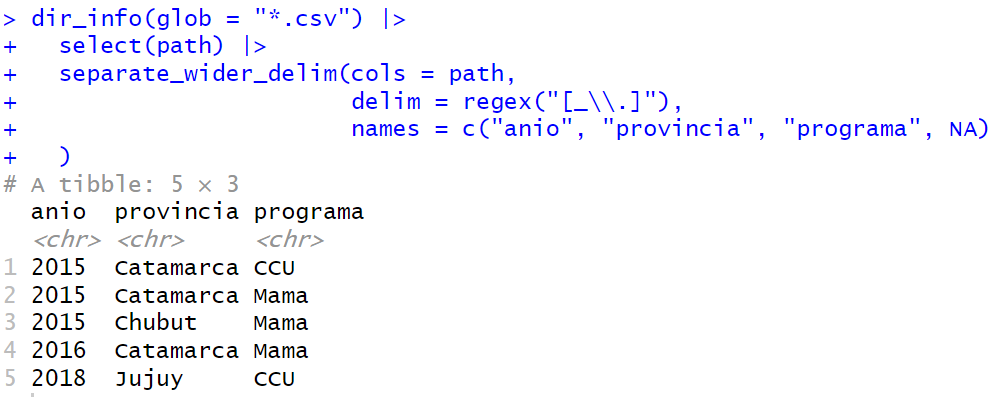 > dir_info(glob = "*.csv") |>
+   select(path) |>
+   separate_wider_delim(cols = path,
+                        delim = regex("[_\\.]"),
+                        names = c("anio", "provincia", "programa", NA)
+   )
# A tibble: 5 × 3
  anio  provincia programa
  <chr> <chr>     <chr>
1 2015  Catamarca CCU
2 2015  Catamarca Mama
3 2015  Chubut    Mama
4 2016  Catamarca Mama
5 2018  Jujuy     CCU